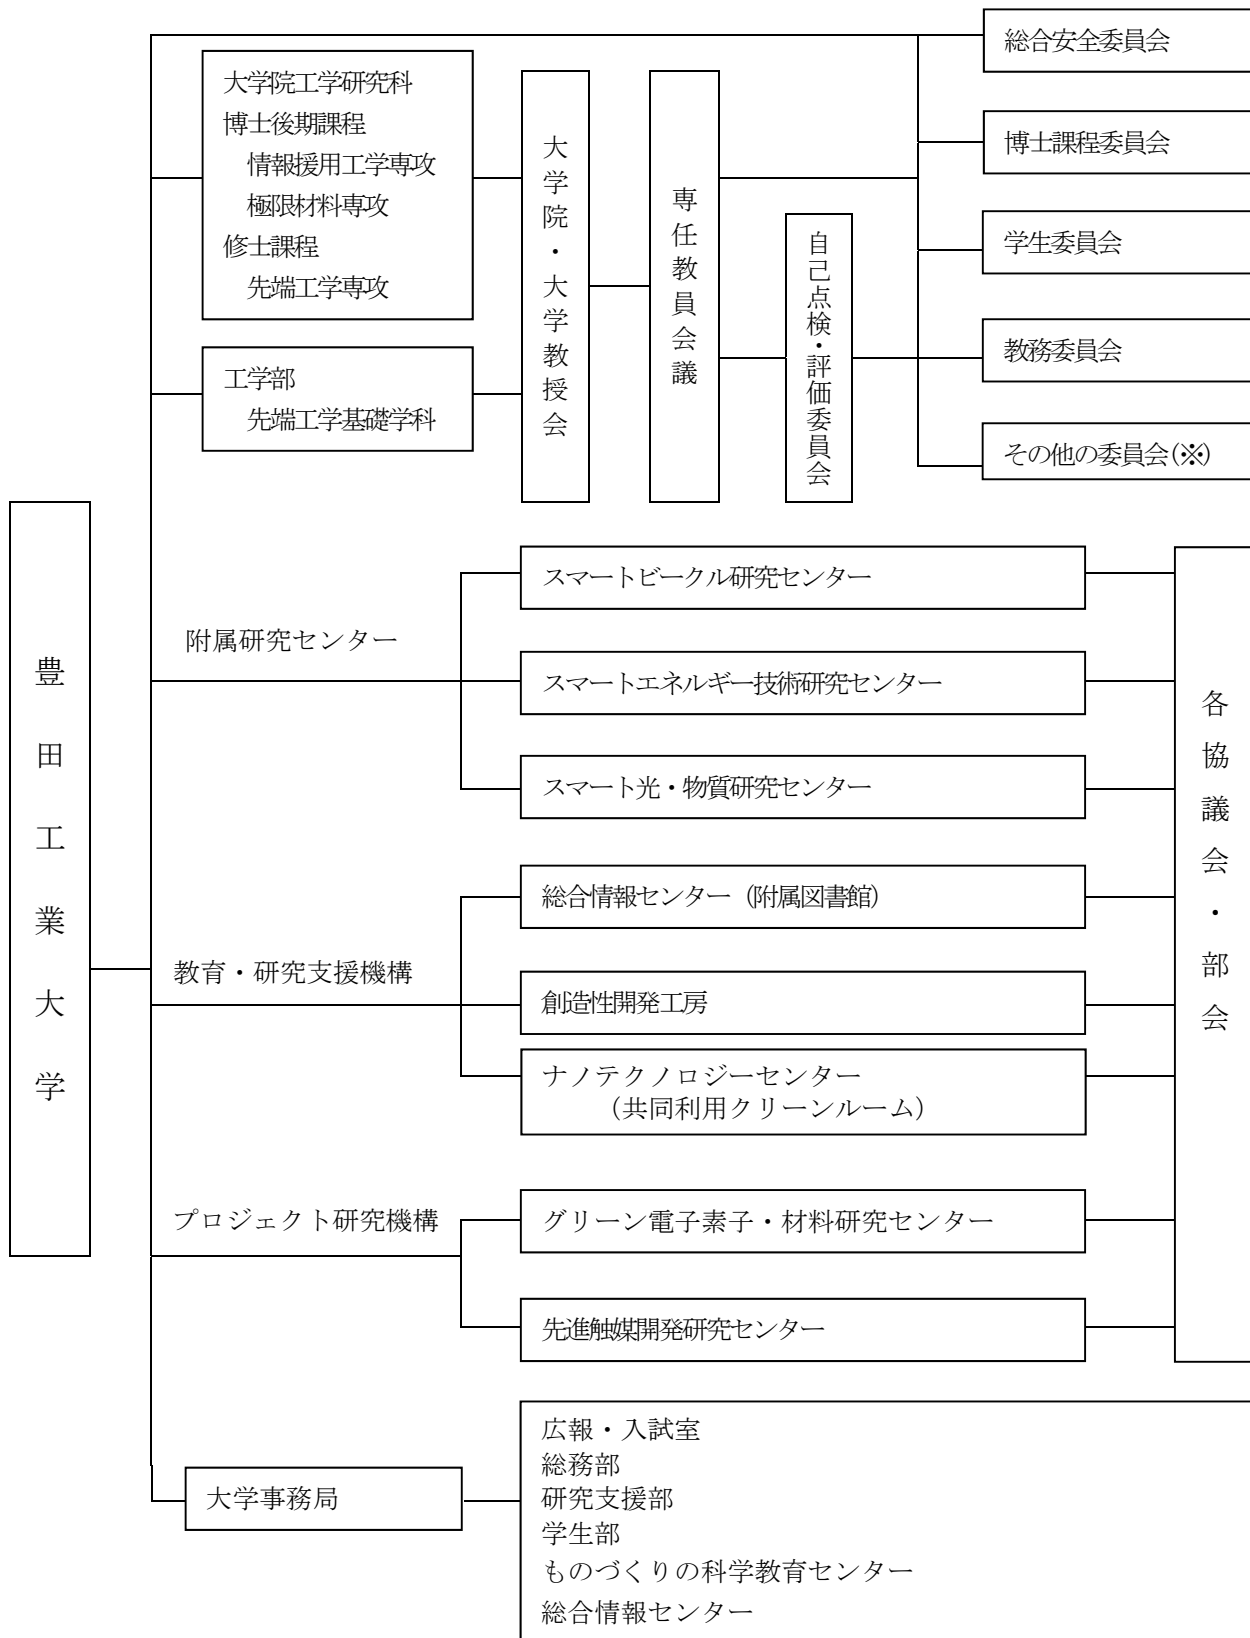 総合安全委員会
大学院工学研究科
博士後期課程
情報援用工学専攻
極限材料専攻
修士課程
先端工学専攻
工学部
先端工学基礎学科
大学院・大学教授会
専任教員会議
自己点検・評価委員会
博士課程委員会
学生委員会
教務委員会
その他の委員会(※)
豊田工業大学
附属研究センター
スマートビークル研究センター
スマートエネルギー技術研究センター
スマート光・物質研究センター
教育・研究支援機構
総合情報センター（附属図書館）
創造性開発工房
ナノテクノロジーセンター
（共同利用クリーンルーム）
プロジェクト研究機構
グリーン電子素子・材料研究センター
先進触媒開発研究センター
各協議会・部会
大学事務局
広報・入試室
総務部
研究支援部
学生部
ものづくりの科学教育センター
総合情報センター